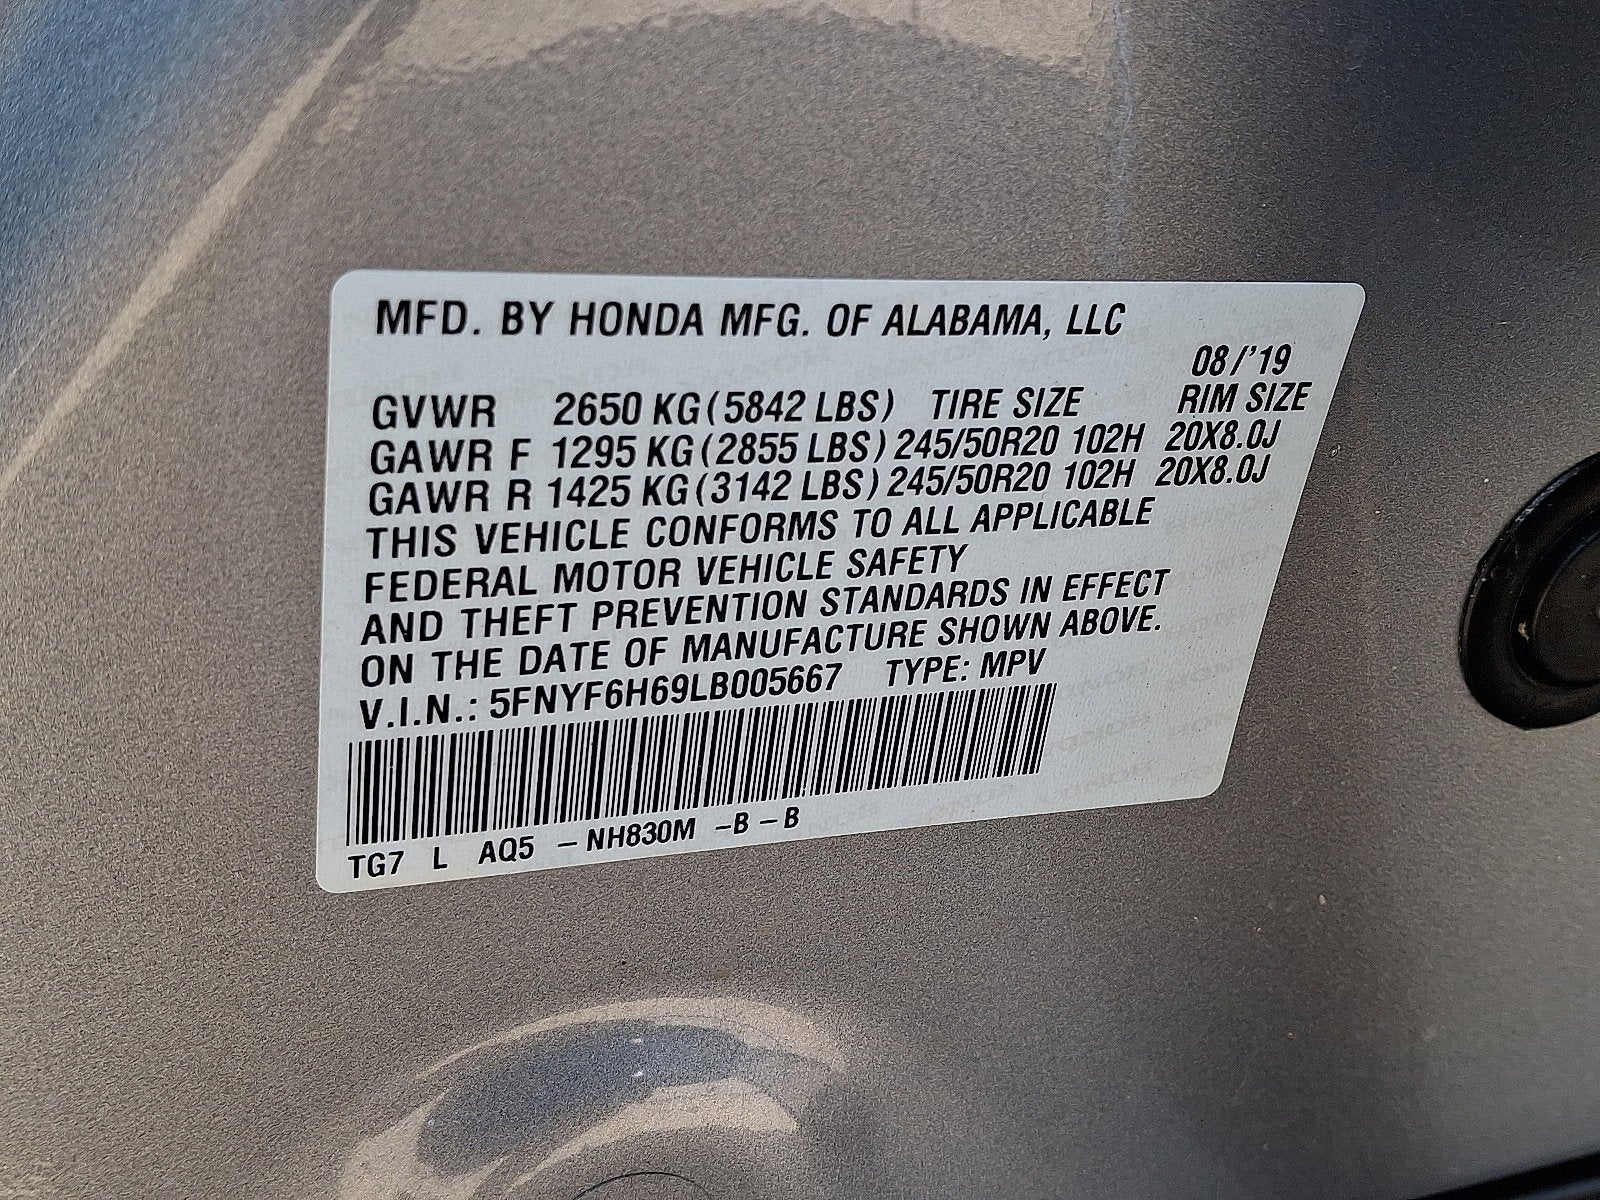 MFD. BY HONDA MFG. OF ALABAMA, LLC
08/'19
GVWR 2650 KG (5842 LBS) TIRE SIZE RIM SIZE
GAWR F 1295 KG (2855 LBS) 245/50R20 102H 20X8.0J
GAWR R 1425 KG (3142 LBS) 245/50R20 102H 20X8.0J
THIS VEHICLE CONFORMS TO ALL APPLICABLE
FEDERAL MOTOR VEHICLE SAFETY
AND THEFT PREVENTION STANDARDS IN EFFECT
ON THE DATE OF MANUFACTURE SHOWN ABOVE.
V.I.N.: 5FNYF6H69LB005667 TYPE: MPV
TG7 L AQ5 – NH830M – B – B